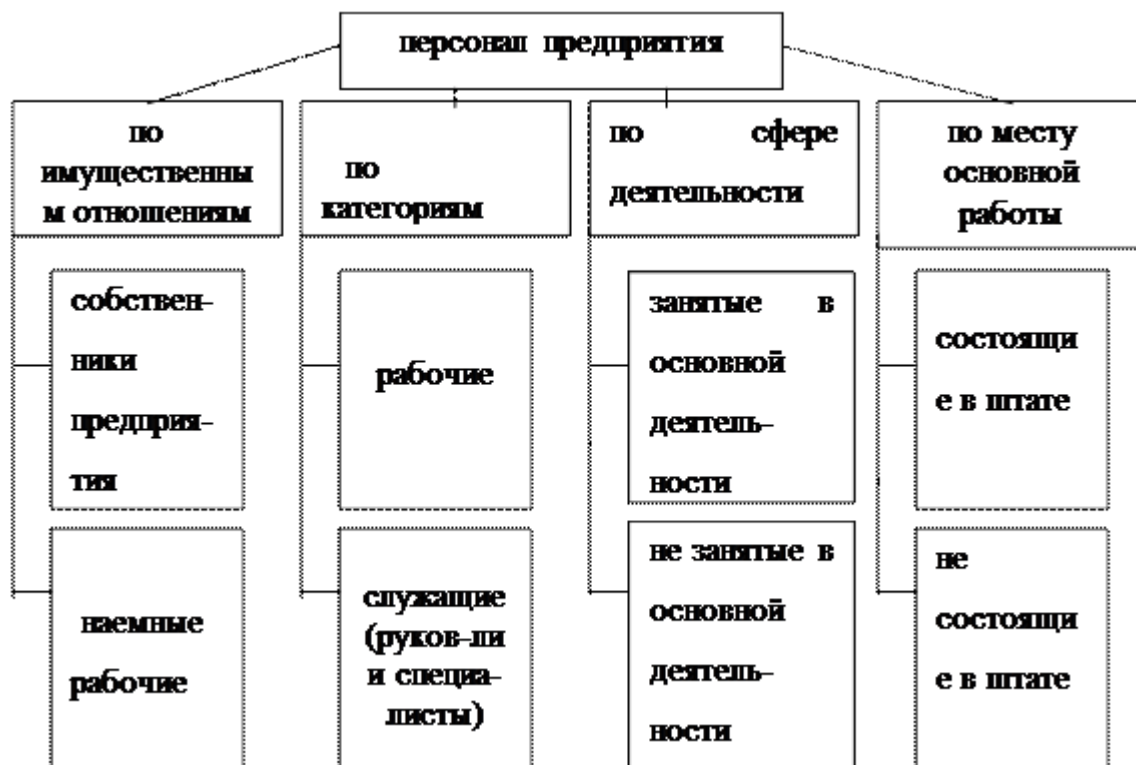 персонал предприятия
по
имущественны
м отношениям
по
категориям
по сфере
деятельности
по месту
основной
работы
собствен-
ники
предприя-
тия
рабочие
занятые в
основной
деятель-
ности
состоящи
е в штате
наемные
рабочие
служащие
(руков-ли
и специа-
листы)
не занятые в
основной
деятель-
ности
не
состоящи
е в штате